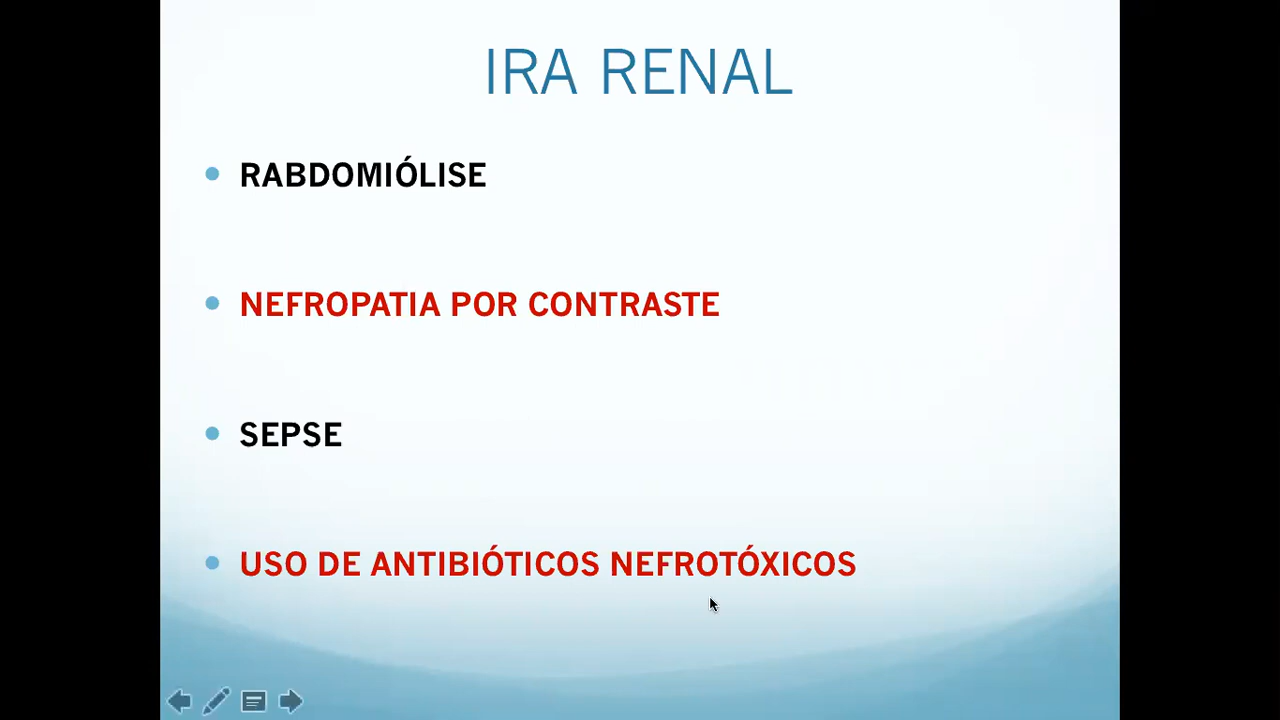 IRA RENAL
RABDOMIÓLISE
NEFROPATIA POR CONTRASTE
SEPSE
USO DE ANTIBIÓTICOS NEFROTÓXICOS